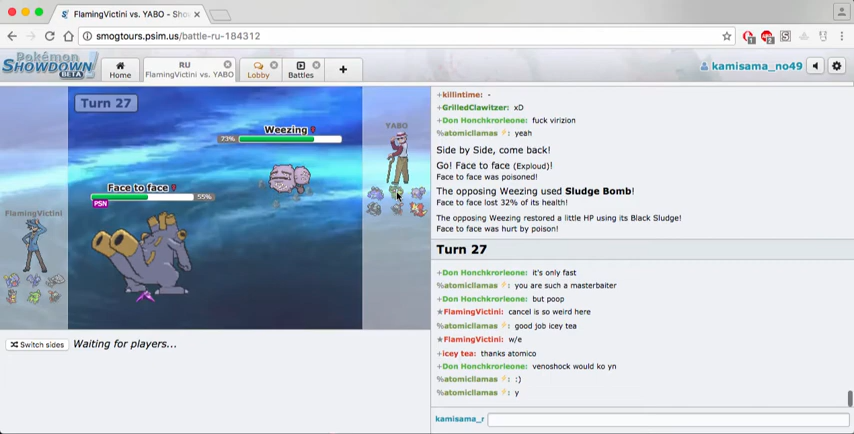 FlamingVictini vs. YABO - Sho
smogtours.psim.us/battle-ru-184312
Pokémon
SHOWDOWN
BETA
Home
RU
FlamingVictini vs. YABO
Lobby
Battles
kamisama_no49
Turn 27
Weezing
73%
Face to face
PSN
55%
FlamingVictini
YABO
Switch sides
Waiting for players...
+killintime: -
+GrilledClawitzer: xD
+Don Honchkrorleone: fuck virizion
%atomicllamas: yeah
Side by Side, come back!
Go! Face to face (Exploud)!
Face to face was poisoned!
The opposing Weezing used Sludge Bomb!
Face to face lost 32% of its health!
The opposing Weezing restored a little HP using its Black Sludge!
Face to face was hurt by poison!
Turn 27
+Don Honchkrorleone: it's only fast
%atomicllamas: you are such a masterbaiter
+Don Honchkrorleone: but poop
★FlamingVictini: cancel is so weird here
%atomicllamas: good job icey tea
★FlamingVictini: w/e
+icey tea: thanks atomico
+Don Honchkrorleone: venoshock would ko yn
%atomicllamas: :)
%atomicllamas: y
kamisama_r